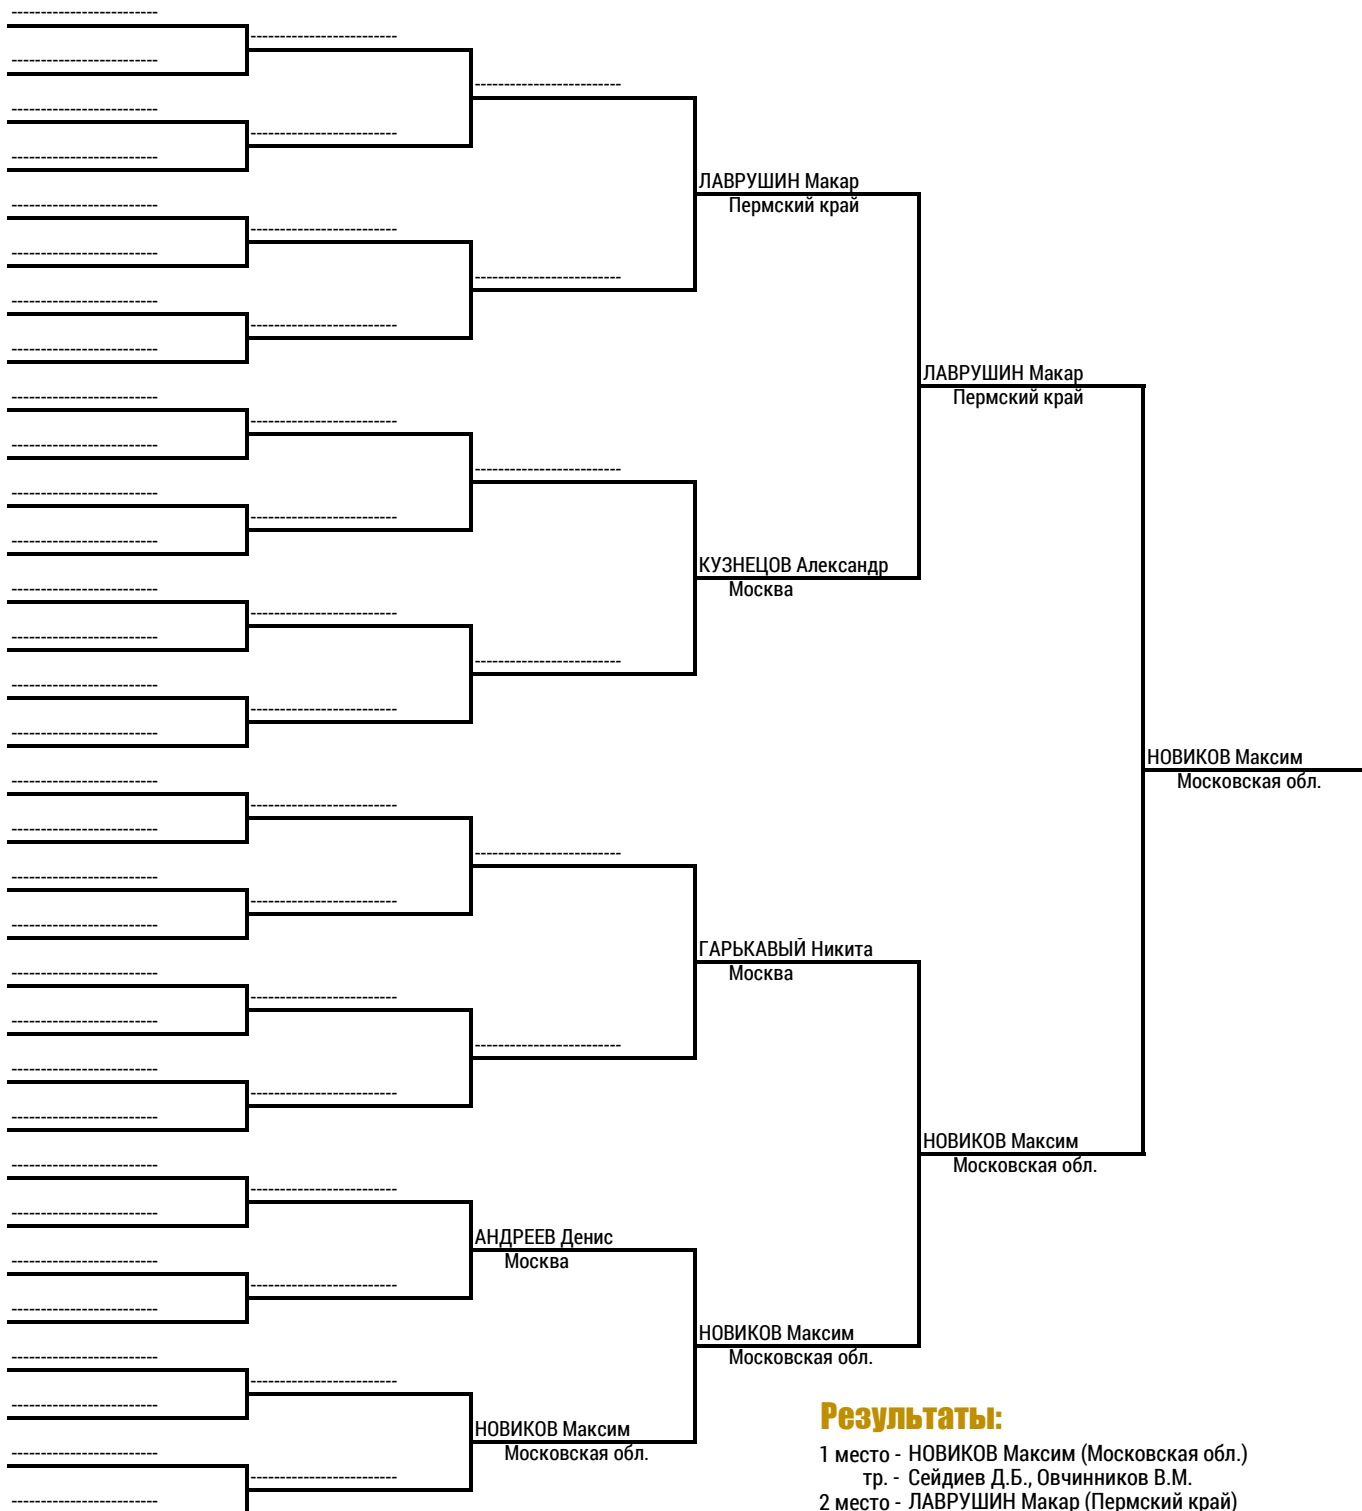 ЛАВРУШИН Макар
Пермский край
ЛАВРУШИН Макар
Пермский край
КУЗНЕЦОВ Александр
Москва
НОВИКОВ Максим
Московская обл.
ГАРЬКАВЫЙ Никита
Москва
НОВИКОВ Максим
Московская обл.
АНДРЕЕВ Денис
Москва
НОВИКОВ Максим
Московская обл.
НОВИКОВ Максим
Московская обл.
Результаты:
1 место - НОВИКОВ Максим (Московская обл.)
тр. - Сейдиев Д.Б., Овчинников В.М.
2 место - ЛАВРУШИН Макар (Пермский край)